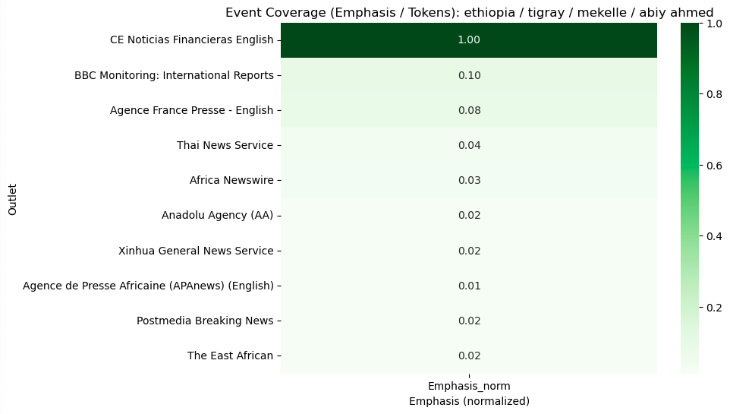 Event Coverage (Emphasis / Tokens): ethiopia / tigray / mekelle / abiy ahmed
CE Noticias Financieras English
1.00
BBC Monitoring: International Reports
0.10
Agence France Presse - English
0.08
Thai News Service
0.04
Africa Newswire
0.03
Anadolu Agency (AA)
0.02
Xinhua General News Service
0.02
Agence de Presse Africaine (APAnews) (English)
0.01
Postmedia Breaking News
0.02
The East African
0.02
Outlet
Emphasis_norm
Emphasis (normalized)
1.0
0.8
0.6
0.4
0.2